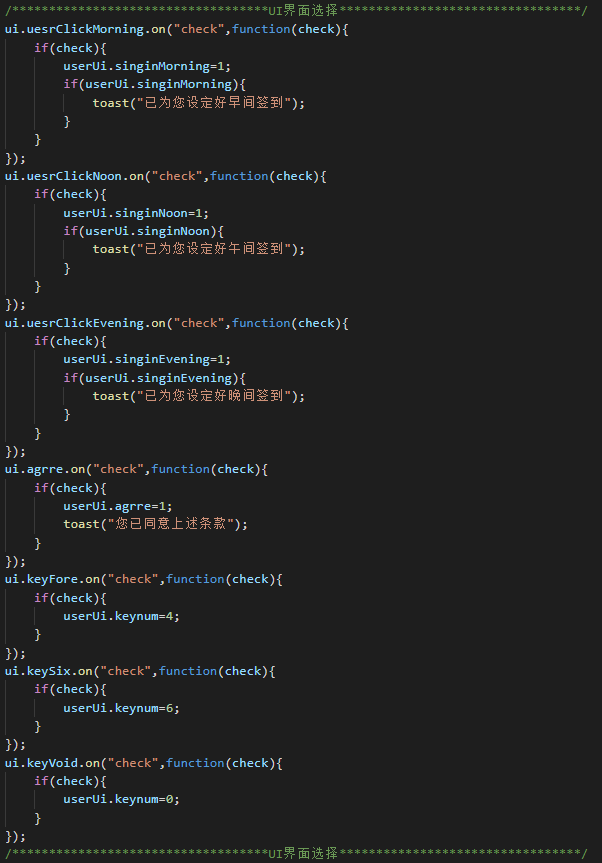 /***********************************UI界面选择*********************************/
ui.uesrClickMorning.on("check",function(check){
    if(check){
        userUi.singinMorning=1;
        if(userUi.singinMorning){
            toast("已为您设定好早间签到");
        }
    }
});
ui.uesrClickNoon.on("check",function(check){
    if(check){
        userUi.singinNoon=1;
        if(userUi.singinNoon){
            toast("已为您设定好午间签到");
        }
    }
});
ui.uesrClickEvening.on("check",function(check){
    if(check){
        userUi.singinEvening=1;
        if(userUi.singinEvening){
            toast("已为您设定好晚间签到");
        }
    }
});
ui.agrre.on("check",function(check){
    if(check){
        userUi.agrre=1;
        toast("您已同意上述条款");
    }
});
ui.keyFore.on("check",function(check){
    if(check){
        userUi.keynum=4;
    }
});
ui.keySix.on("check",function(check){
    if(check){
        userUi.keynum=6;
    }
});
ui.keyVoid.on("check",function(check){
    if(check){
        userUi.keynum=0;
    }
});
/***********************************UI界面选择*********************************/